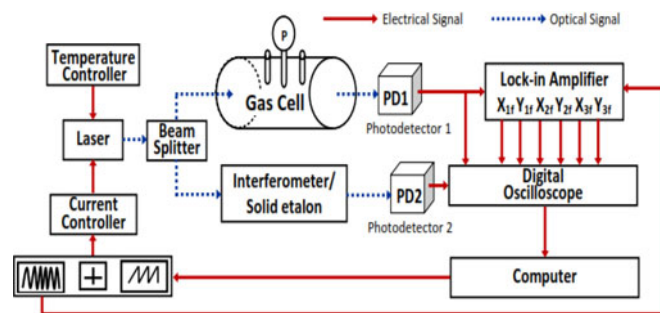 Electrical Signal
Optical Signal
Temperature
Controller
P
Gas Cell
PD1
Photodetector 1
Lock-in Amplifier
X1f Y1f X2f Y2f X3f Y3f
Laser
Beam
Splitter
Interferometer/
Solid etalon
PD2
Photodetector 2
Digital
Oscilloscope
Current
Controller
+
Computer